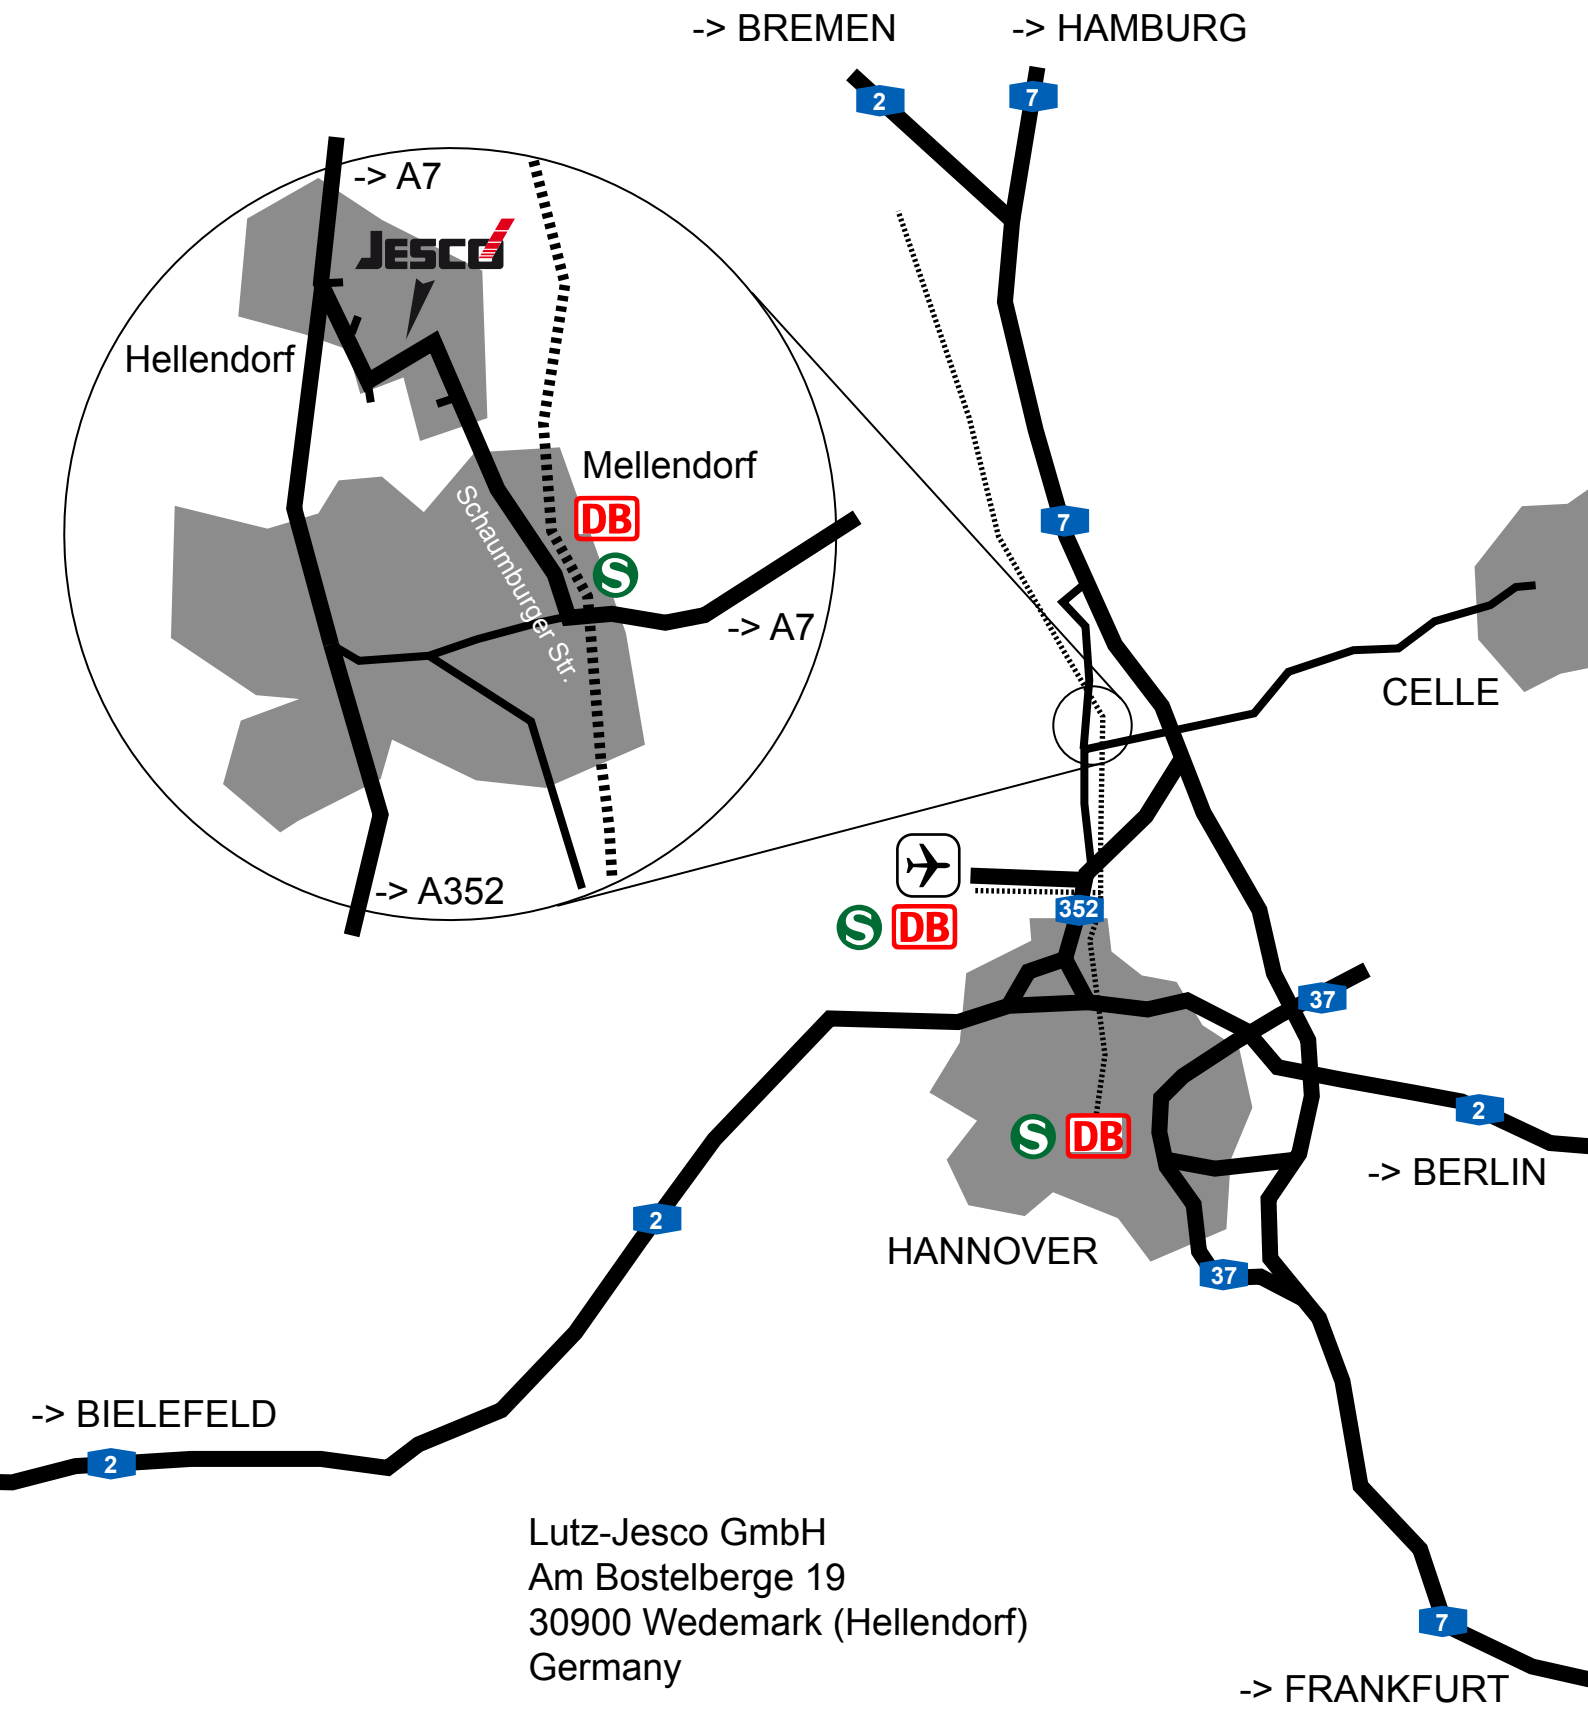 -> BREMEN
-> HAMBURG
2
7
-> A7
JESCO
Hellendorf
Mellendorf
DB
S
Schaumburger Str.
-> A7
-> A352
7
CELLE
352
S DB
37
2
-> BERLIN
S DB
2
HANNOVER
37
-> BIELEFELD
2
Lutz-Jesco GmbH
Am Bostelberge 19
30900 Wedemark (Hellendorf)
Germany
7
-> FRANKFURT